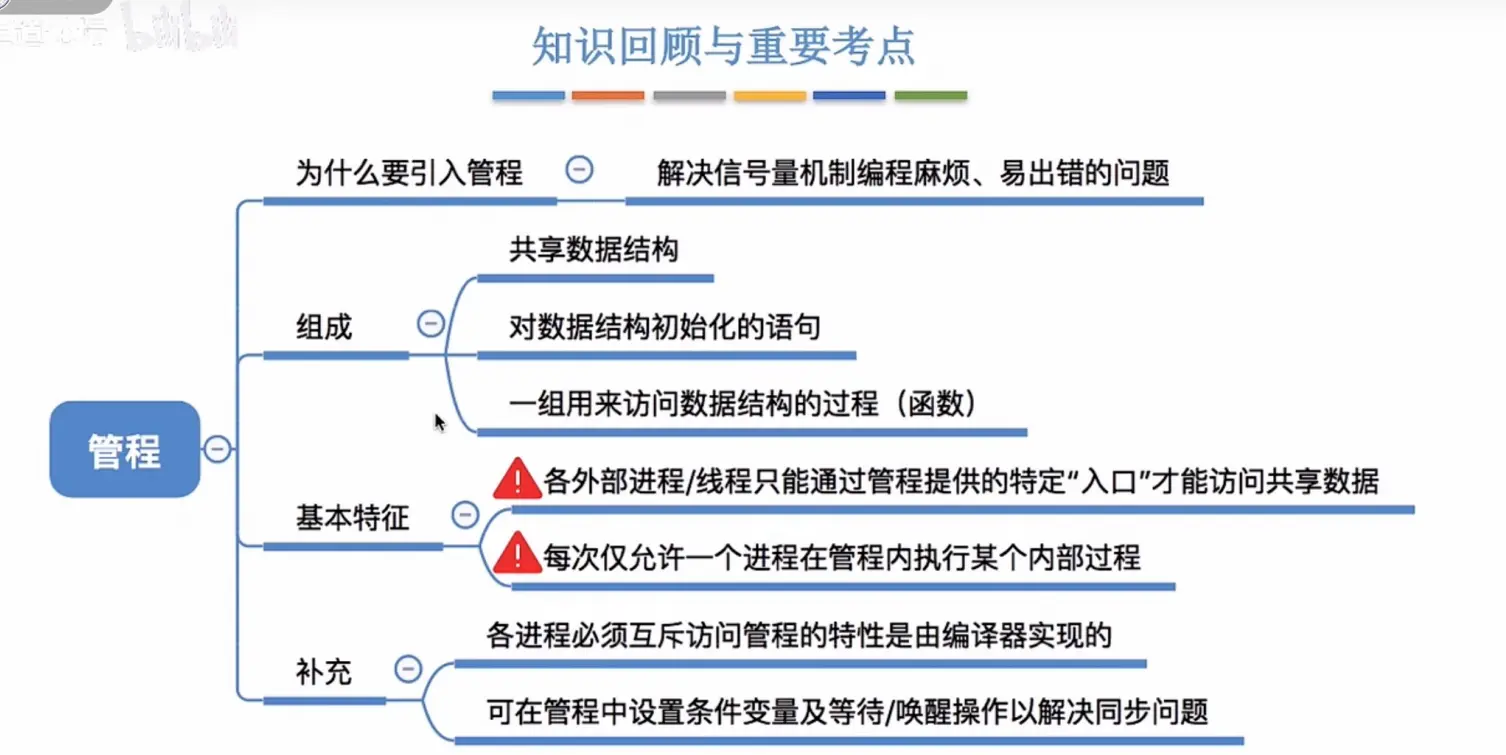 知识回顾与重要考点
为什么要引入管程
解决信号量机制编程麻烦、易出错的问题
组成
共享数据结构
对数据结构初始化的语句
一组用来访问数据结构的过程（函数）
管程
基本特征
各外部进程/线程只能通过管程提供的特定“入口”才能访问共享数据
每次仅允许一个进程在管程内执行某个内部过程
补充
各进程必须互斥访问管程的特性是由编译器实现的
可在管程中设置条件变量及等待/唤醒操作以解决同步问题